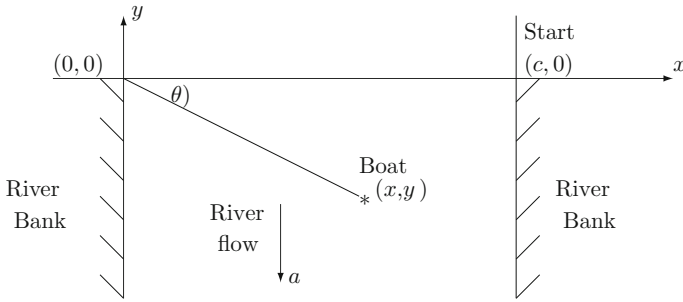 y
Start
(0, 0)
(c, 0)
x
θ)
Boat
(x,y )
River
Bank
River
flow
a
River
Bank